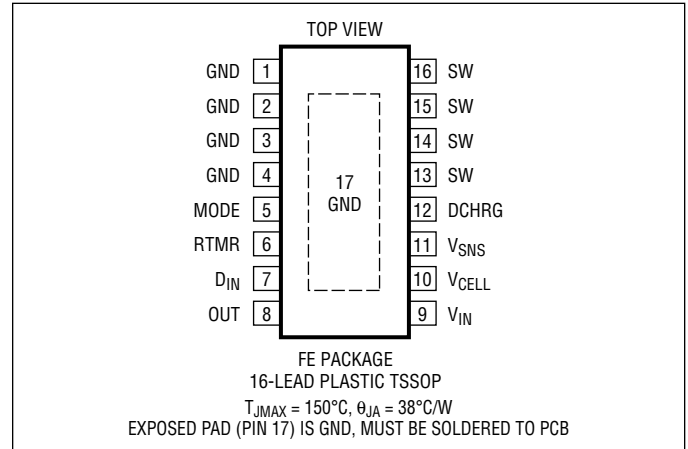 TOP VIEW
GND 1 16 SW
GND 2 15 SW
GND 3 14 SW
GND 4 13 SW
17
GND
MODE 5 12 DCHRG
RTMR 6 11 VSNS
DIN 7 10 VCELL
OUT 8 9 VIN
FE PACKAGE
16-LEAD PLASTIC TSSOP
TJMAX = 150°C, θJA = 38°C/W
EXPOSED PAD (PIN 17) IS GND, MUST BE SOLDERED TO PCB